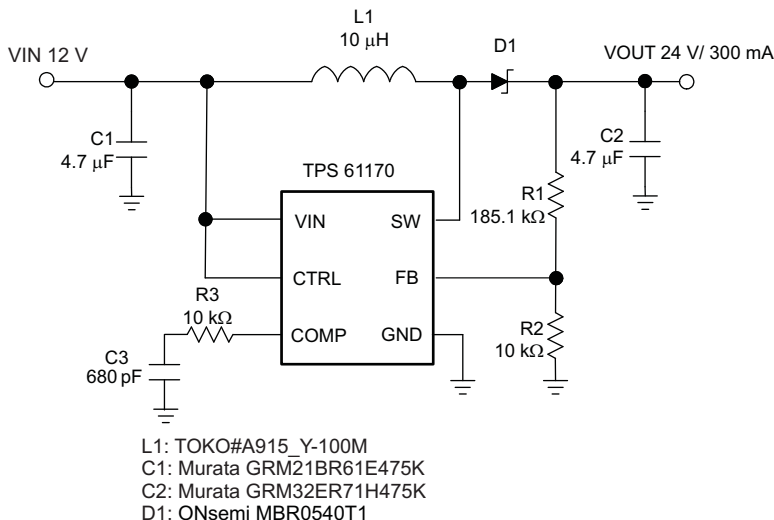 L1
10 μH
D1
VIN 12 V
VOUT 24 V/ 300 mA
C1
4.7 μF
C2
4.7 μF
TPS 61170
R1
185.1 kΩ
VIN
SW
CTRL
FB
R3
10 kΩ
COMP
GND
R2
10 kΩ
C3
680 pF
L1: TOKO#A915_Y-100M
C1: Murata GRM21BR61E475K
C2: Murata GRM32ER71H475K
D1: ONsemi MBR0540T1